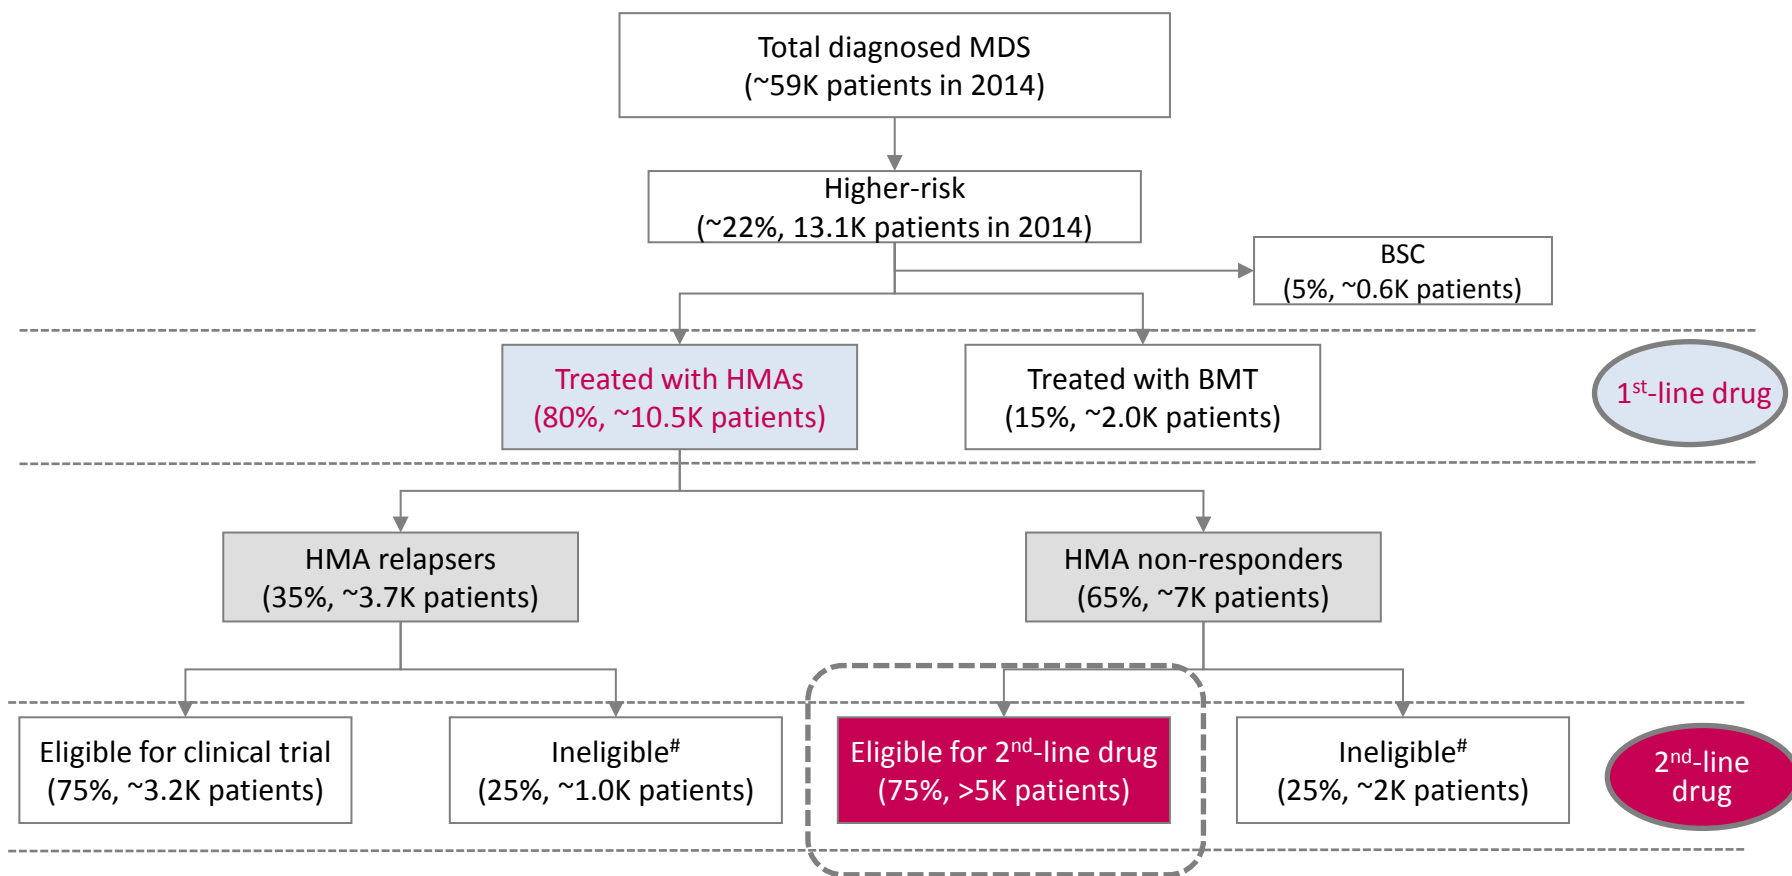 Total diagnosed MDS
(~59K patients in 2014)
Higher-risk
(~22%, 13.1K patients in 2014)
BSC
(5%, ~0.6K patients)
Treated with HMAs
(80%, ~10.5K patients)
Treated with BMT
(15%, ~2.0K patients)
1st-line drug
HMA relapsers
(35%, ~3.7K patients)
HMA non-responders
(65%, ~7K patients)
Eligible for clinical trial
(75%, ~3.2K patients)
Ineligible#
(25%, ~1.0K patients)
Eligible for 2nd-line drug
(75%, >5K patients)
Ineligible#
(25%, ~2K patients)
2nd-line
drug